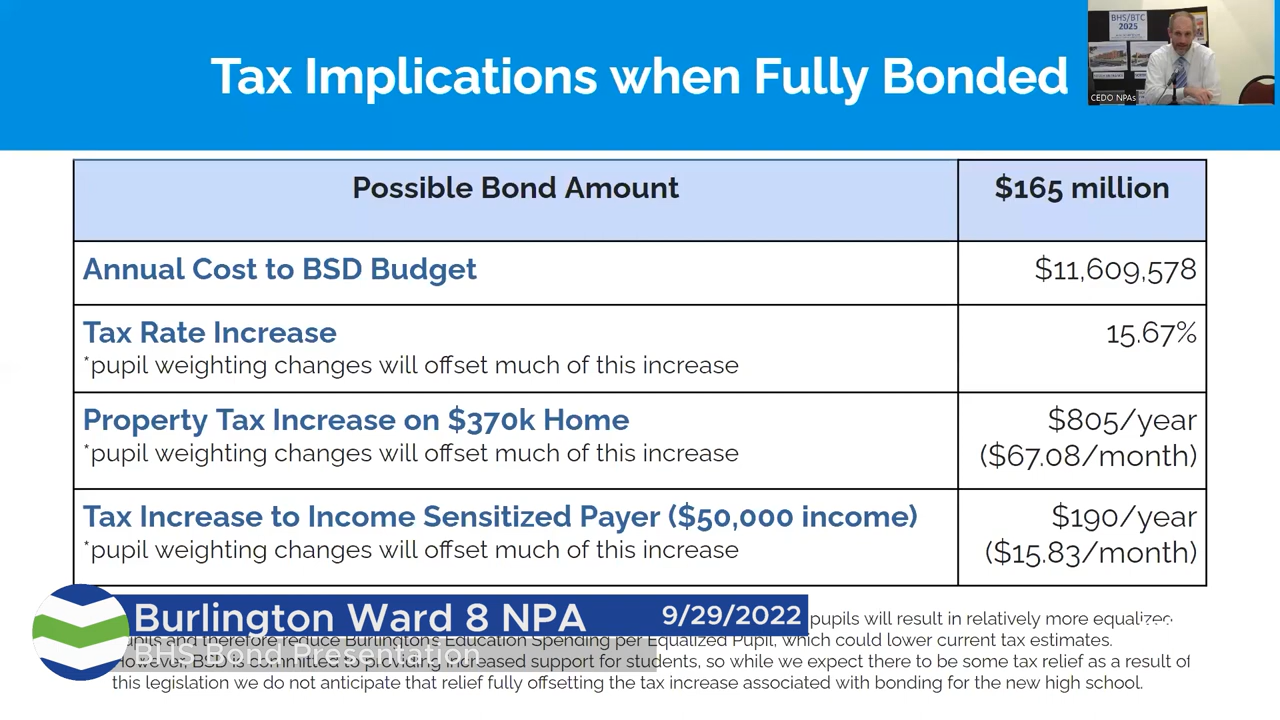 Tax Implications when Fully Bonded
BHS/BTC
2025
CEDO NPAs
Possible Bond Amount
$165 million
Annual Cost to BSD Budget
$11,609,578
Tax Rate Increase
15.67%
*pupil weighting changes will offset much of this increase
Property Tax Increase on $370k Home
$805/year
*pupil weighting changes will offset much of this increase
($67.08/month)
Tax Increase to Income Sensitized Payer ($50,000 income)
$190/year
*pupil weighting changes will offset much of this increase
($15.83/month)
Burlington Ward 8 NPA
9/29/2022
BHS Bond Presentation
pupils will result in relatively more equalized
pupils and therefore reduce Burlington's Education Spending per Equalized Pupil, which could lower current tax estimates.
However, BSD is committed to providing increased support for students, so while we expect there to be some tax relief as a result of
this legislation we do not anticipate that relief fully offsetting the tax increase associated with bonding for the new high school.